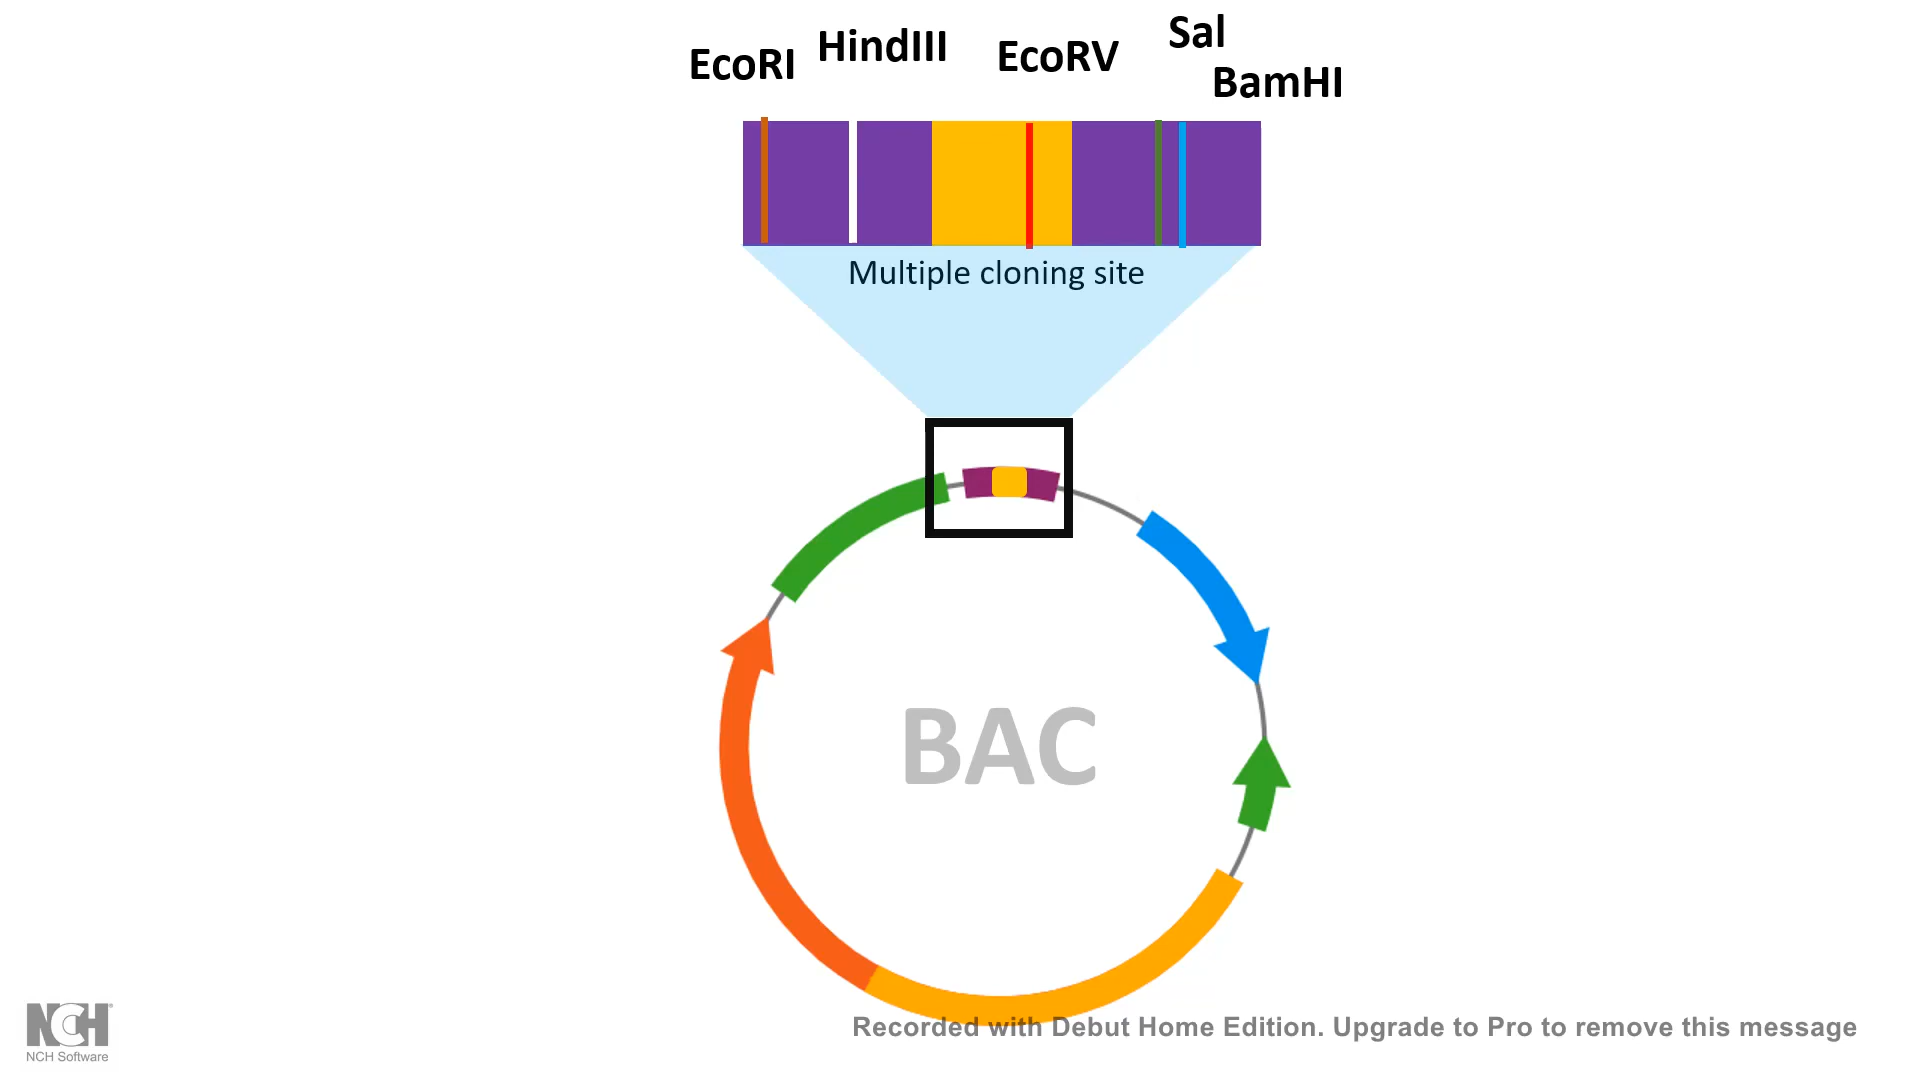 EcoRI HindIII EcoRV Sal
BamHI
Multiple cloning site
BAC
NCH
NCH Software
Recorded with Debut Home Edition. Upgrade to Pro to remove this message